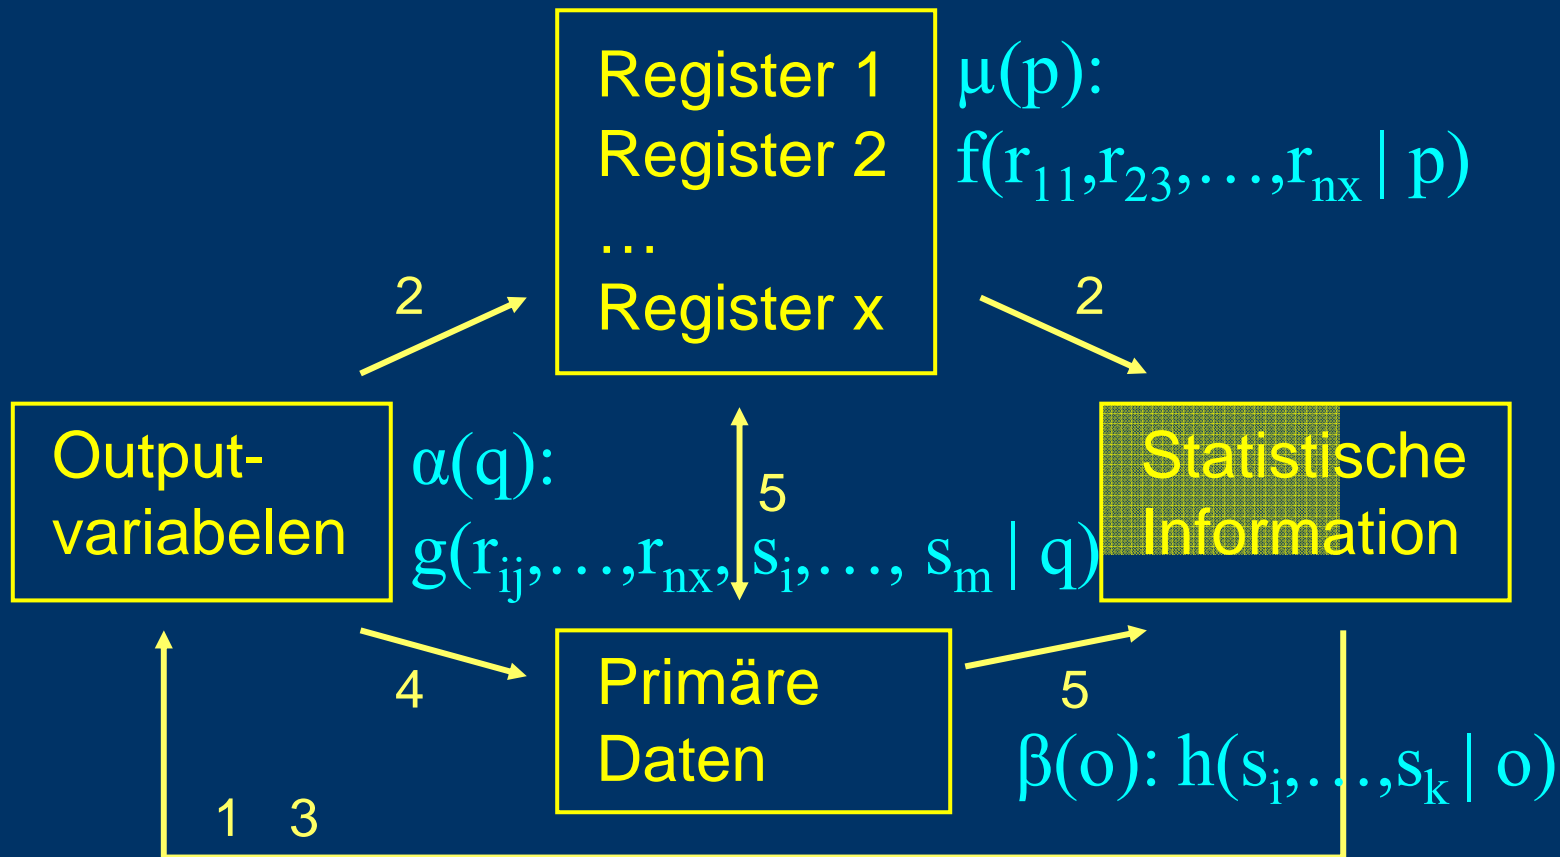 Register 1
Register 2
…
Register x
μ(p):
f(r₁₁,r₂₃,…,rₙₓ | p)
2
2
Output-
variabelen
α(q):
g(rᵢⱼ,…,rₙₓ, sᵢ,…, sₘ | q)
5
Statistische
Information
4
Primäre
Daten
5
β(o): h(sᵢ,…,sₖ | o)
1 3